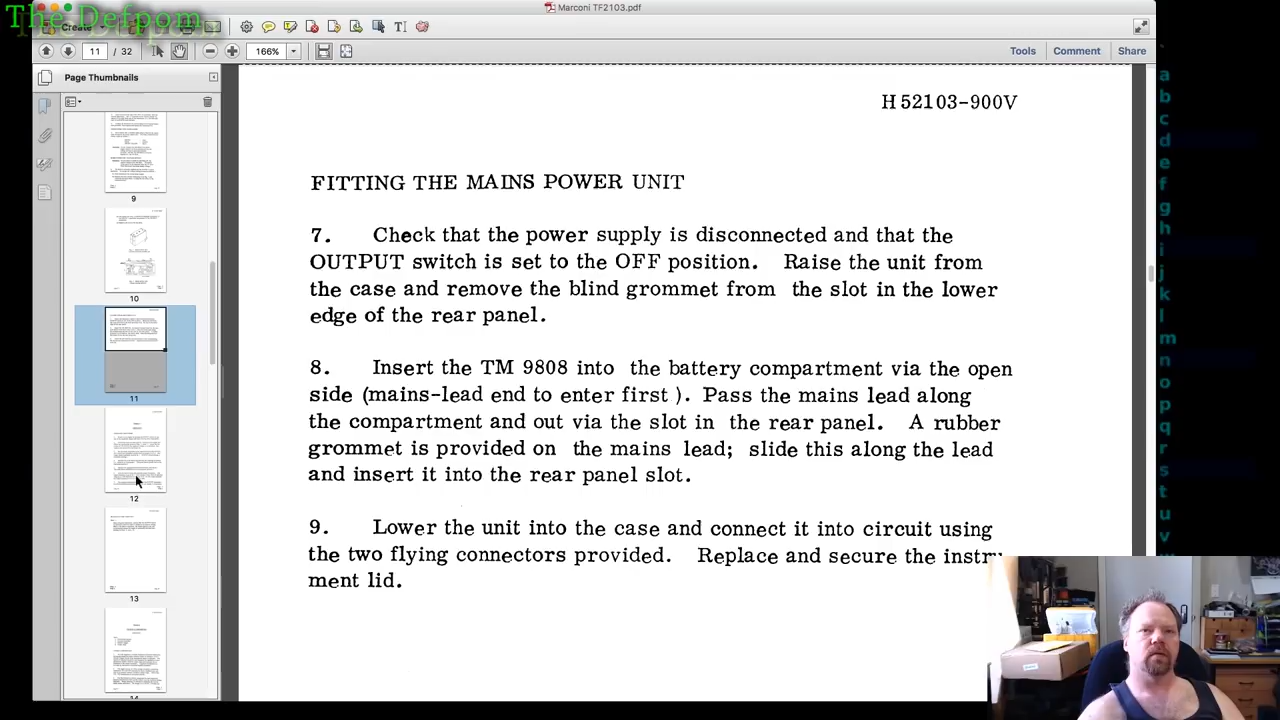 The Defpom
Marconi TF2103.pdf
Create
11 / 32
166%
Tools
Comment
Share
Page Thumbnails
9
10
11
12
13
H 52103-900V
FITTING THE MAINS POWER UNIT
7. Check that the power supply is disconnected and that the
OUTPUT switch is set to the OFF position. Raise the unit from
the case and remove the blind grommet from the slot in the lower
edge of the rear panel.
8. Insert the TM 9808 into the battery compartment via the open
side (mains-lead end to enter first ). Pass the mains lead along
the compartment and out via the slot in the rear panel. A rubber
grommet is provided on the mains lead; slide this along the lead
and insert it into the rear panel slot.
9. Lower the unit into the case and connect it into circuit using
the two flying connectors provided. Replace and secure the instru-
ment lid.
a
b
c
d
e
f
g
h
i
j
k
l
m
n
o
p
q
r
s
t
u
v